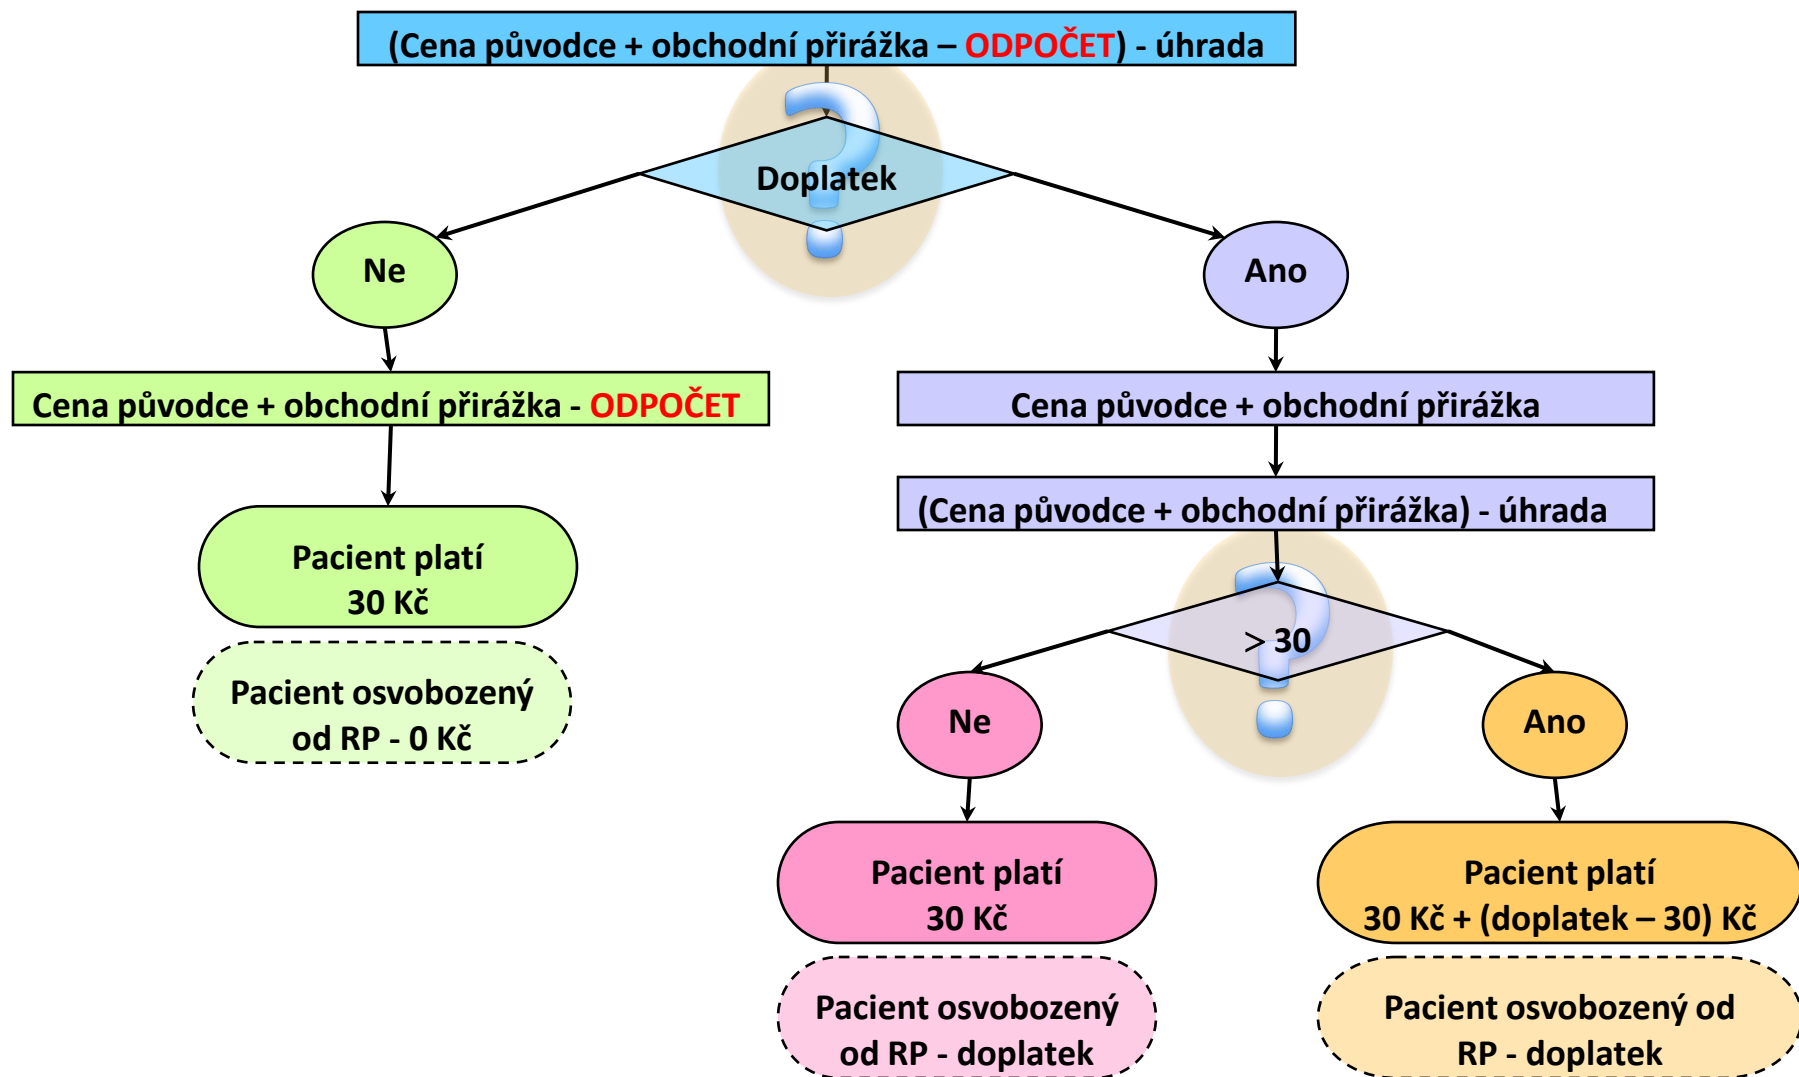 (Cena původce + obchodní přirážka – ODPOČET) - úhrada
Doplatek
Ne
Ano
Cena původce + obchodní přirážka - ODPOČET
Cena původce + obchodní přirážka
(Cena původce + obchodní přirážka) - úhrada
Pacient platí
30 Kč
Pacient osvobozený
od RP - 0 Kč
> 30
Ne
Ano
Pacient platí
30 Kč
Pacient platí
30 Kč + (doplatek – 30) Kč
Pacient osvobozený
od RP - doplatek
Pacient osvobozený od
RP - doplatek